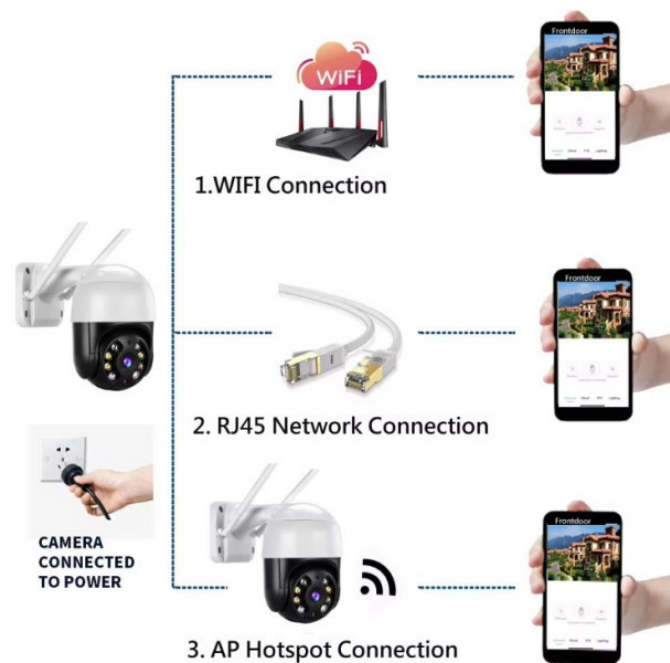 Frontdoor
WiFi
1.WIFI Connection
Frontdoor
2. RJ45 Network Connection
CAMERA
CONNECTED
TO POWER
Frontdoor
3. AP Hotspot Connection